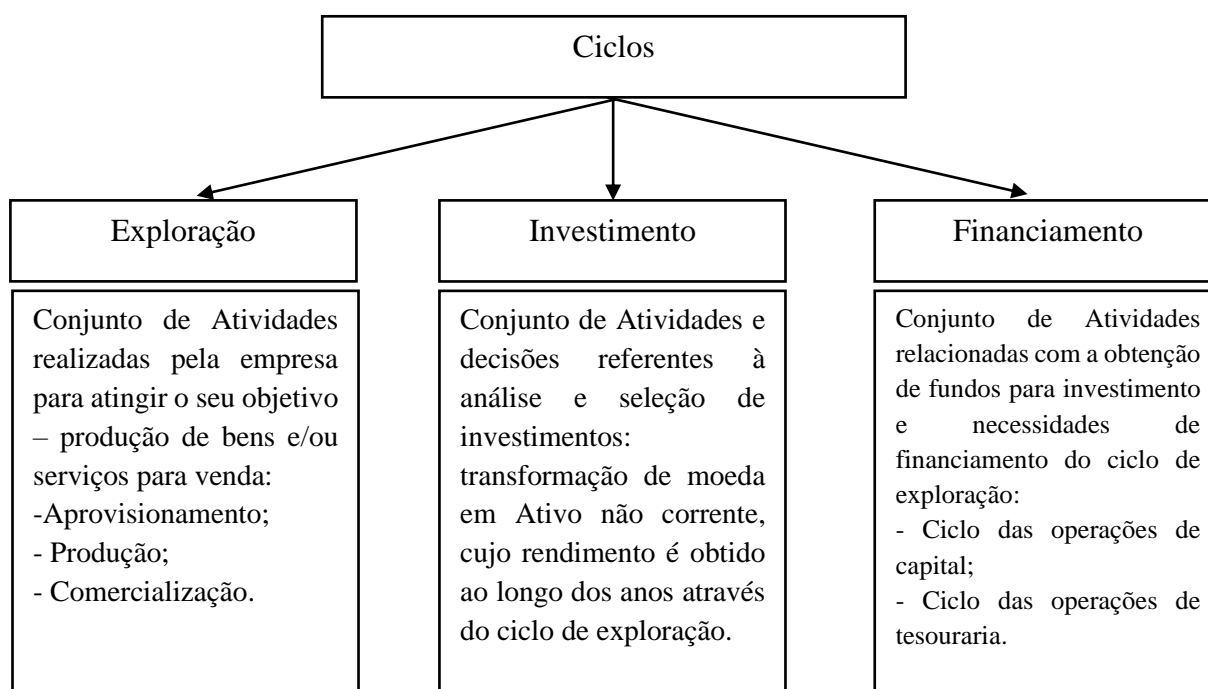 Ciclos
Exploração
Conjunto de Atividades
realizadas pela empresa
para atingir o seu objetivo
– produção de bens e/ou
serviços para venda:
-Aprovisionamento;
- Produção;
- Comercialização.
Investimento
Conjunto de Atividades e
decisões referentes à
análise e seleção de
investimentos:
transformação de moeda
em Ativo não corrente,
cujo rendimento é obtido
ao longo dos anos através
do ciclo de exploração.
Financiamento
Conjunto de Atividades
relacionadas com a obtenção
de fundos para investimento
e necessidades de
financiamento do ciclo de
exploração:
- Ciclo das operações de
capital;
- Ciclo das operações de
tesouraria.